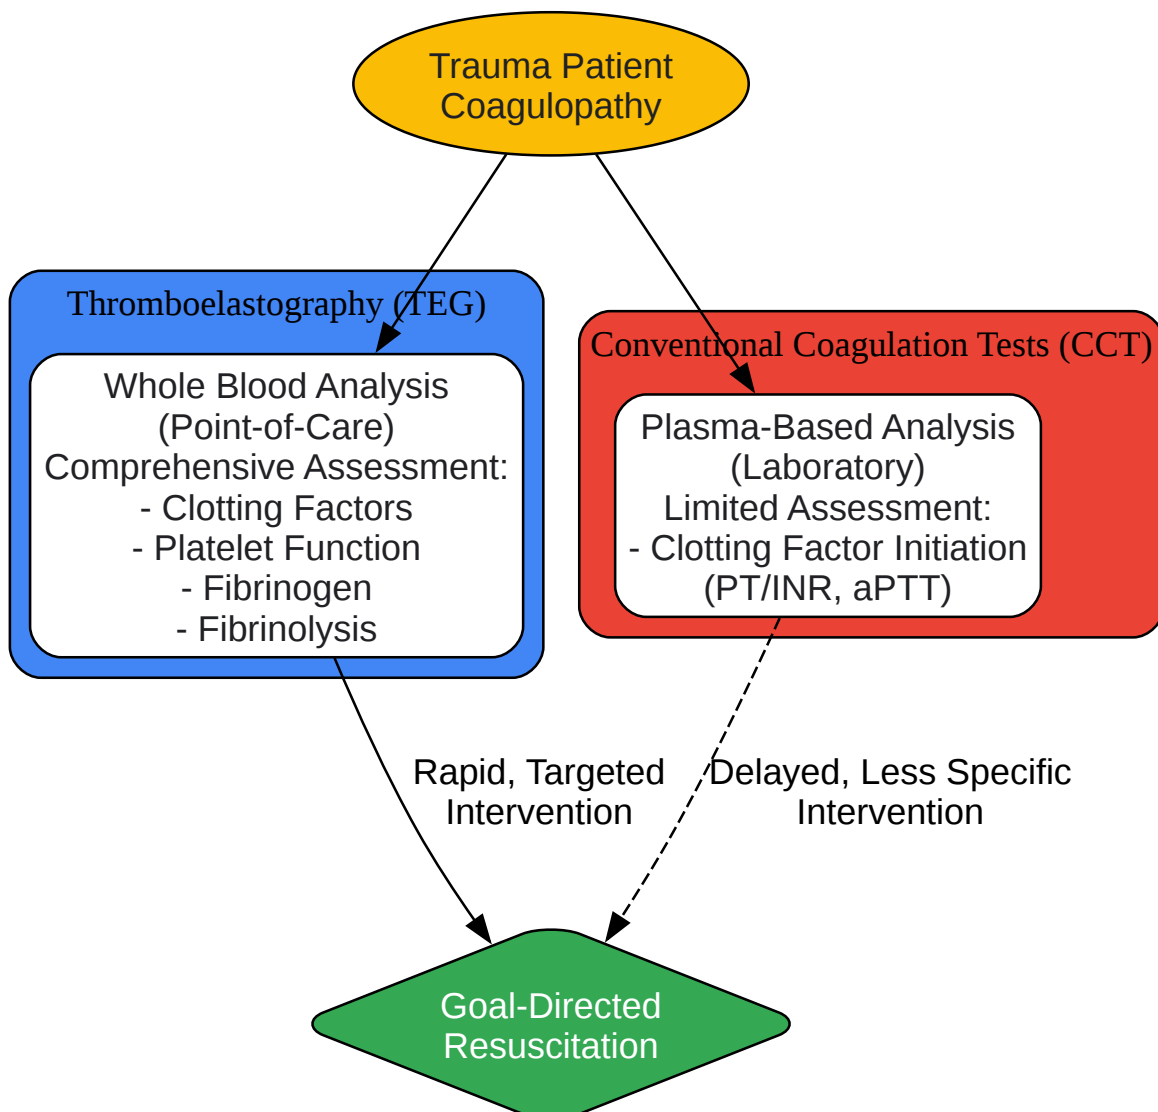 Trauma Patient
Coagulopathy
Thromboelastography (TEG)
Whole Blood Analysis
(Point-of-Care)
Comprehensive Assessment:
- Clotting Factors
- Platelet Function
- Fibrinogen
- Fibrinolysis
Conventional Coagulation Tests (CCT)
Plasma-Based Analysis
(Laboratory)
Limited Assessment:
- Clotting Factor Initiation
(PT/INR, aPTT)
Rapid, Targeted
Intervention
Delayed, Less Specific
Intervention
Goal-Directed
Resuscitation